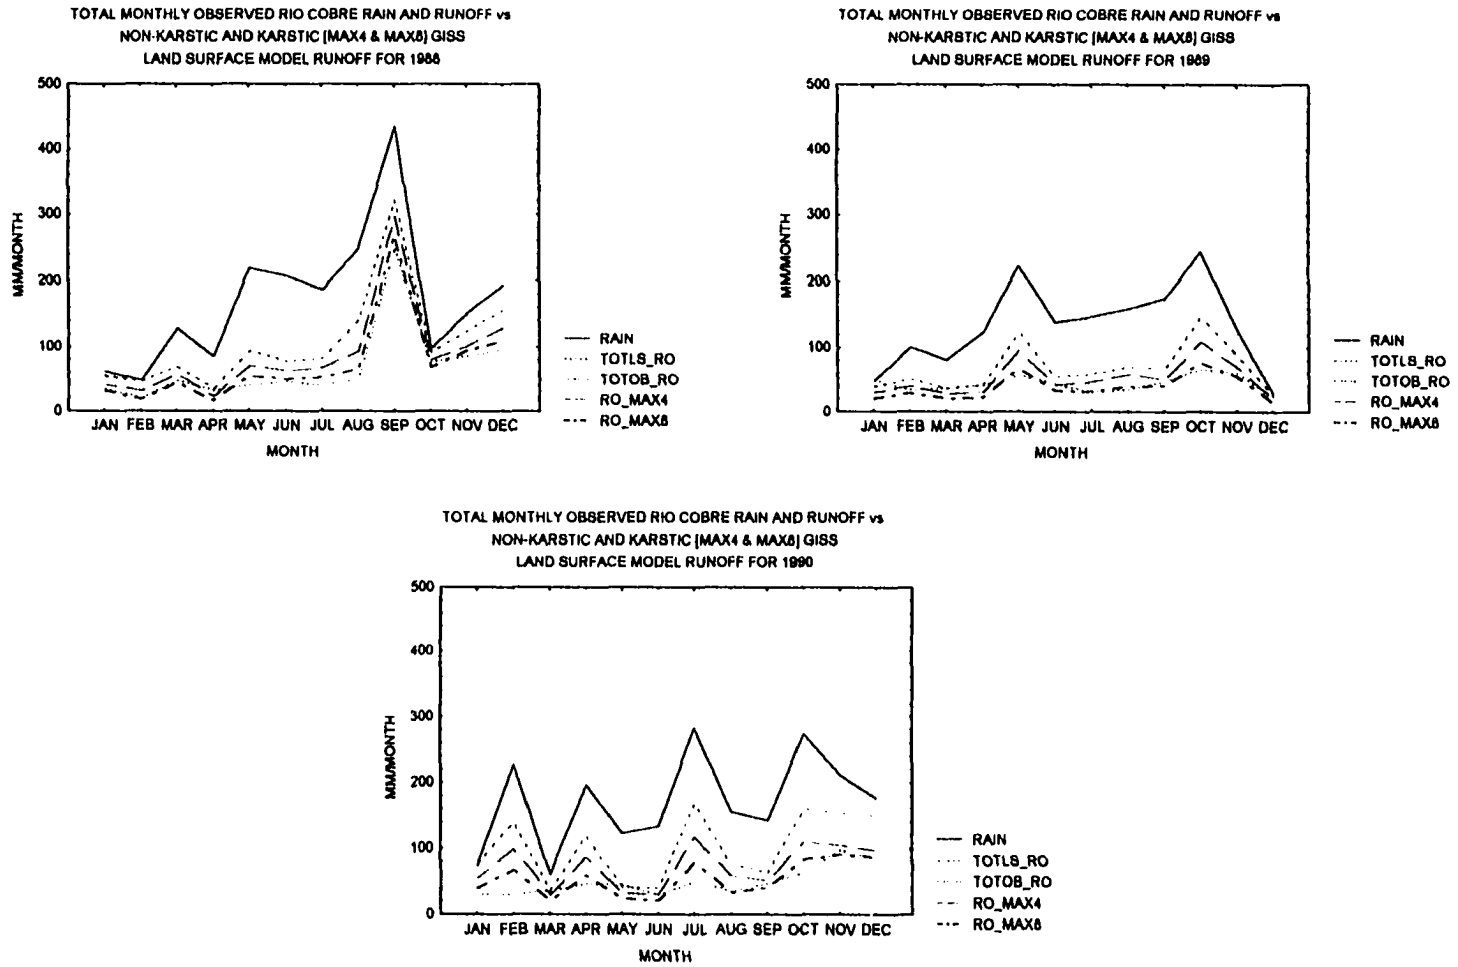 TOTAL MONTHLY OBSERVED RIO COBRE RAIN AND RUNOFF vs
NON-KARSTIC AND KARSTIC [MAX4 & MAX8] GISS
LAND SURFACE MODEL RUNOFF FOR 1988
500
400
300
200
100
0
MM/MONTH
JAN FEB MAR APR MAY JUN JUL AUG SEP OCT NOV DEC
MONTH
RAIN
TOTLS_RO
TOTOB_RO
RO_MAX4
RO_MAX8
TOTAL MONTHLY OBSERVED RIO COBRE RAIN AND RUNOFF vs
NON-KARSTIC AND KARSTIC [MAX4 & MAX8] GISS
LAND SURFACE MODEL RUNOFF FOR 1989
500
400
300
200
100
0
MM/MONTH
JAN FEB MAR APR MAY JUN JUL AUG SEP OCT NOV DEC
MONTH
RAIN
TOTLS_RO
TOTOB_RO
RO_MAX4
RO_MAX8
TOTAL MONTHLY OBSERVED RIO COBRE RAIN AND RUNOFF vs
NON-KARSTIC AND KARSTIC [MAX4 & MAX8] GISS
LAND SURFACE MODEL RUNOFF FOR 1990
500
400
300
200
100
0
MM/MONTH
JAN FEB MAR APR MAY JUN JUL AUG SEP OCT NOV DEC
MONTH
RAIN
TOTLS_RO
TOTOB_RO
RO_MAX4
RO_MAX8